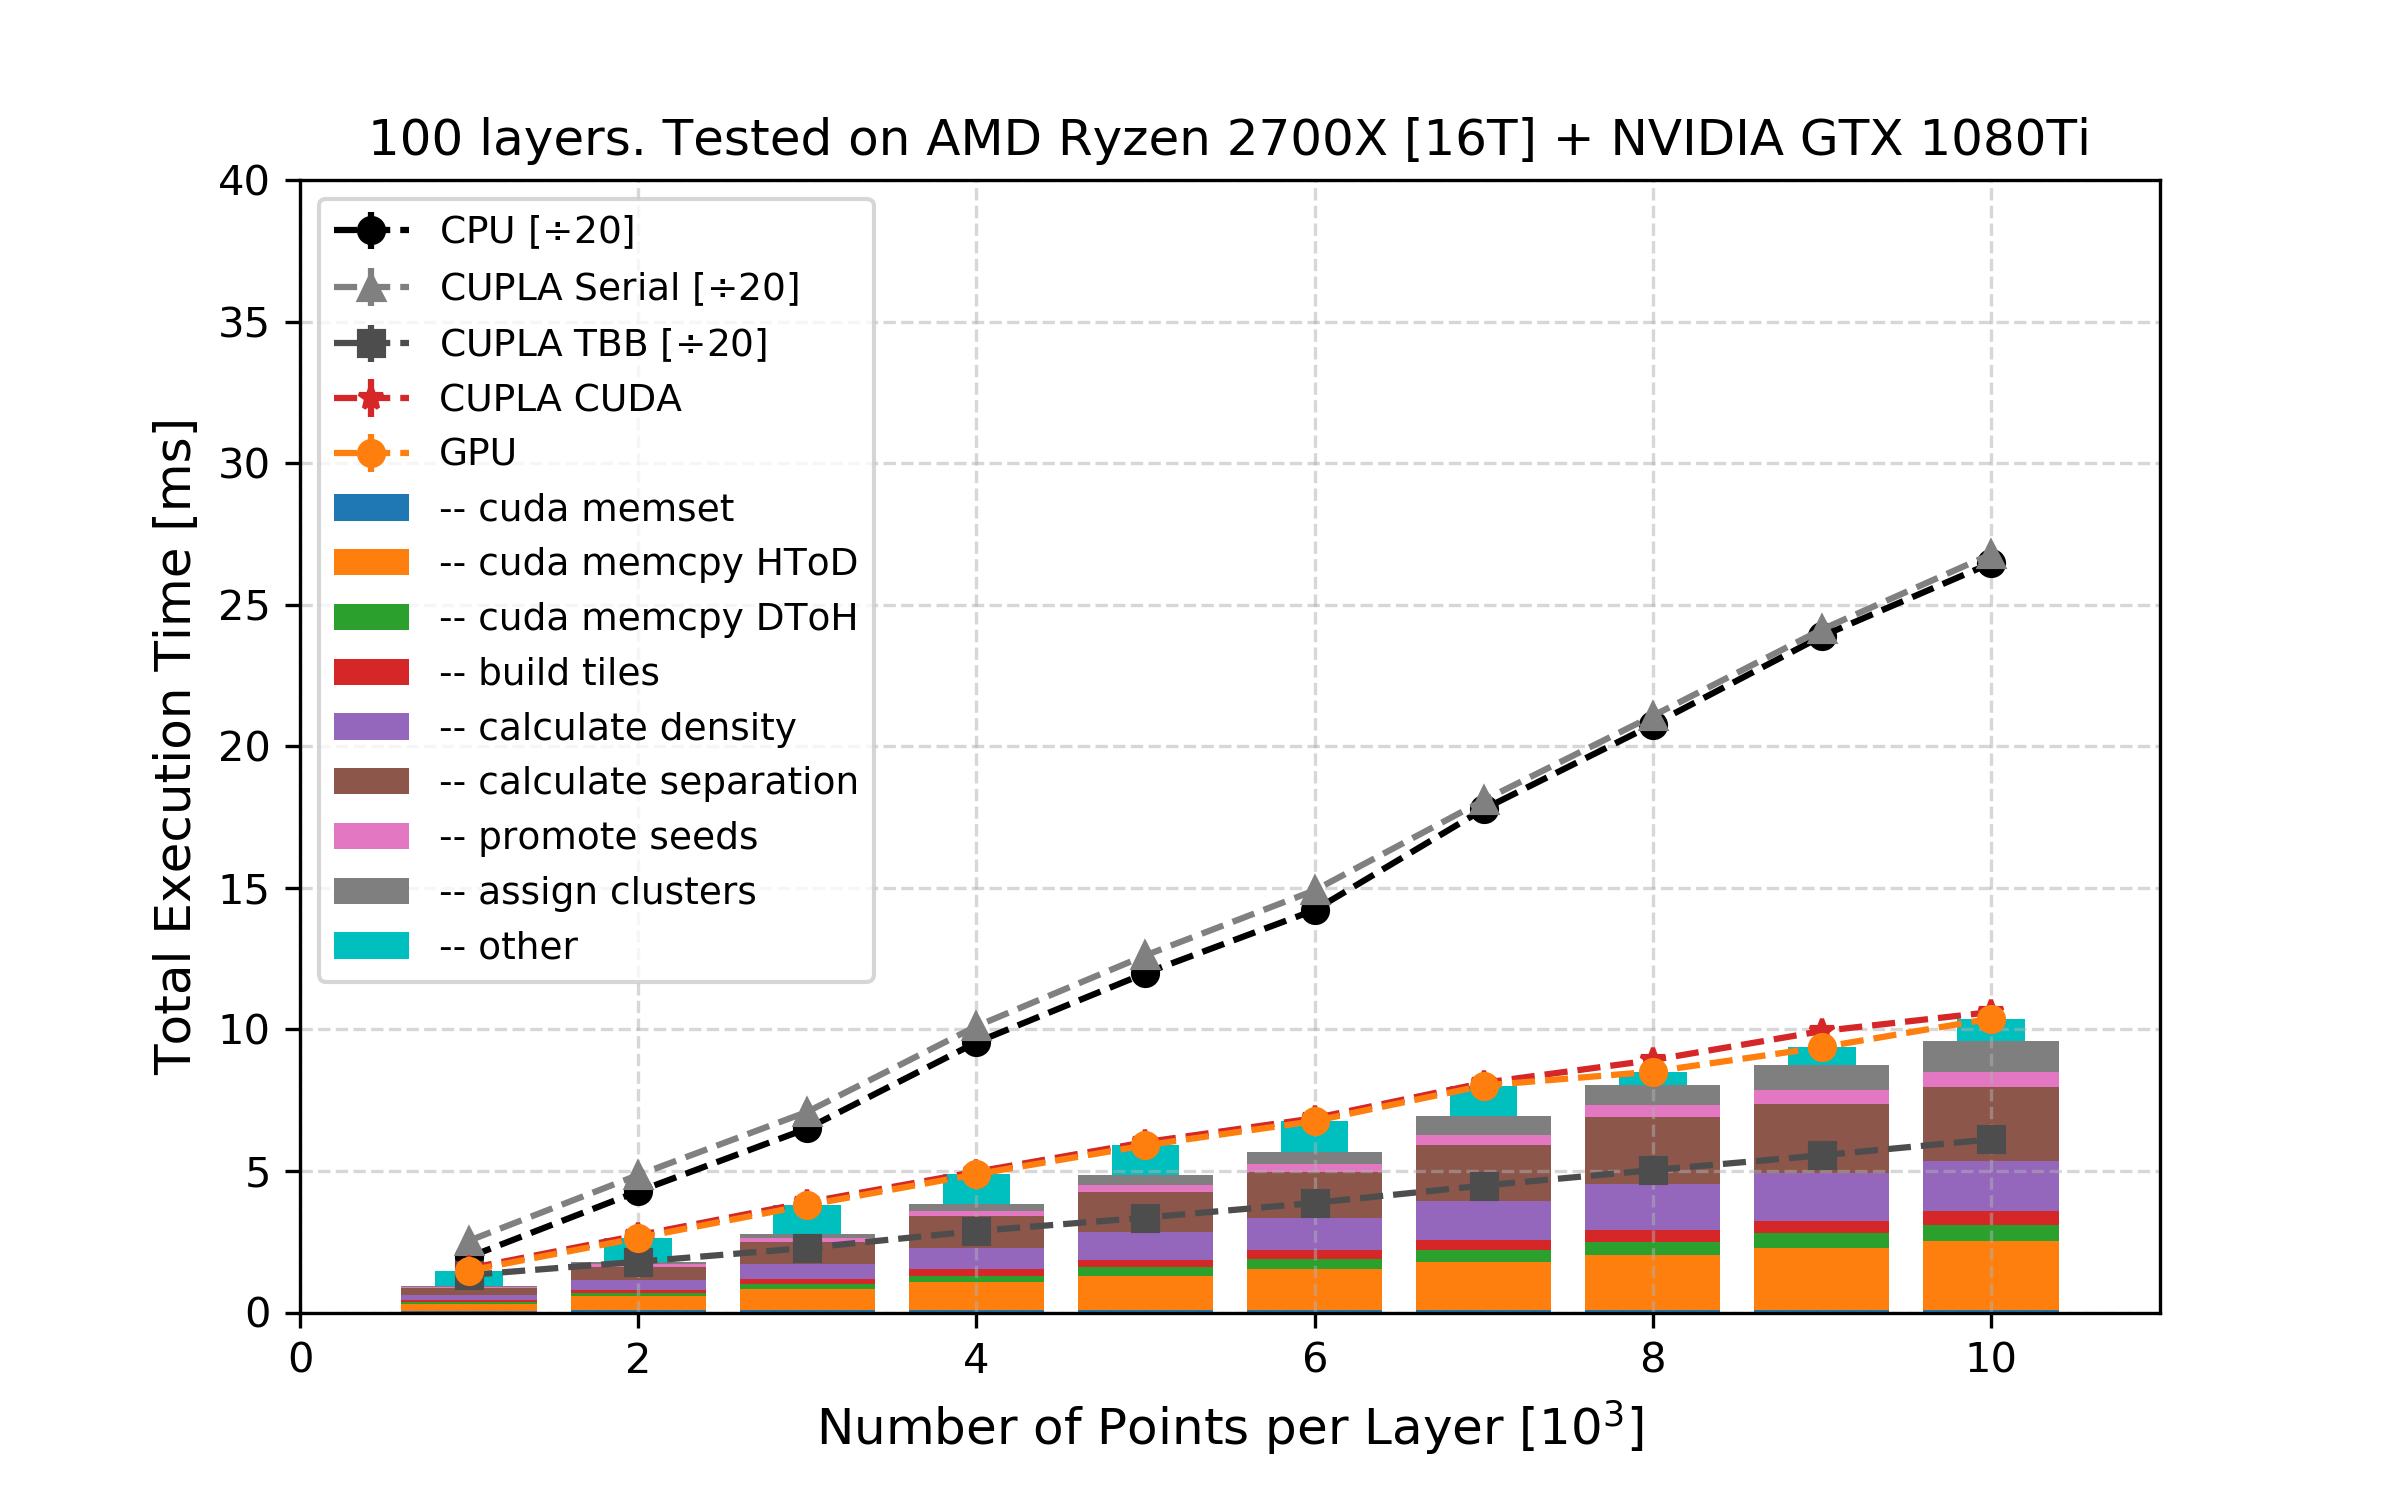 100 layers. Tested on AMD Ryzen 2700X [16T] + NVIDIA GTX 1080Ti
Total Execution Time [ms]
40
35
30
25
20
15
10
5
0
CPU [÷20]
CUPLA Serial [÷20]
CUPLA TBB [÷20]
CUPLA CUDA
GPU
-- cuda memset
-- cuda memcpy HToD
-- cuda memcpy DToH
-- build tiles
-- calculate density
-- calculate separation
-- promote seeds
-- assign clusters
-- other
0 2 4 6 8 10
Number of Points per Layer [10³]